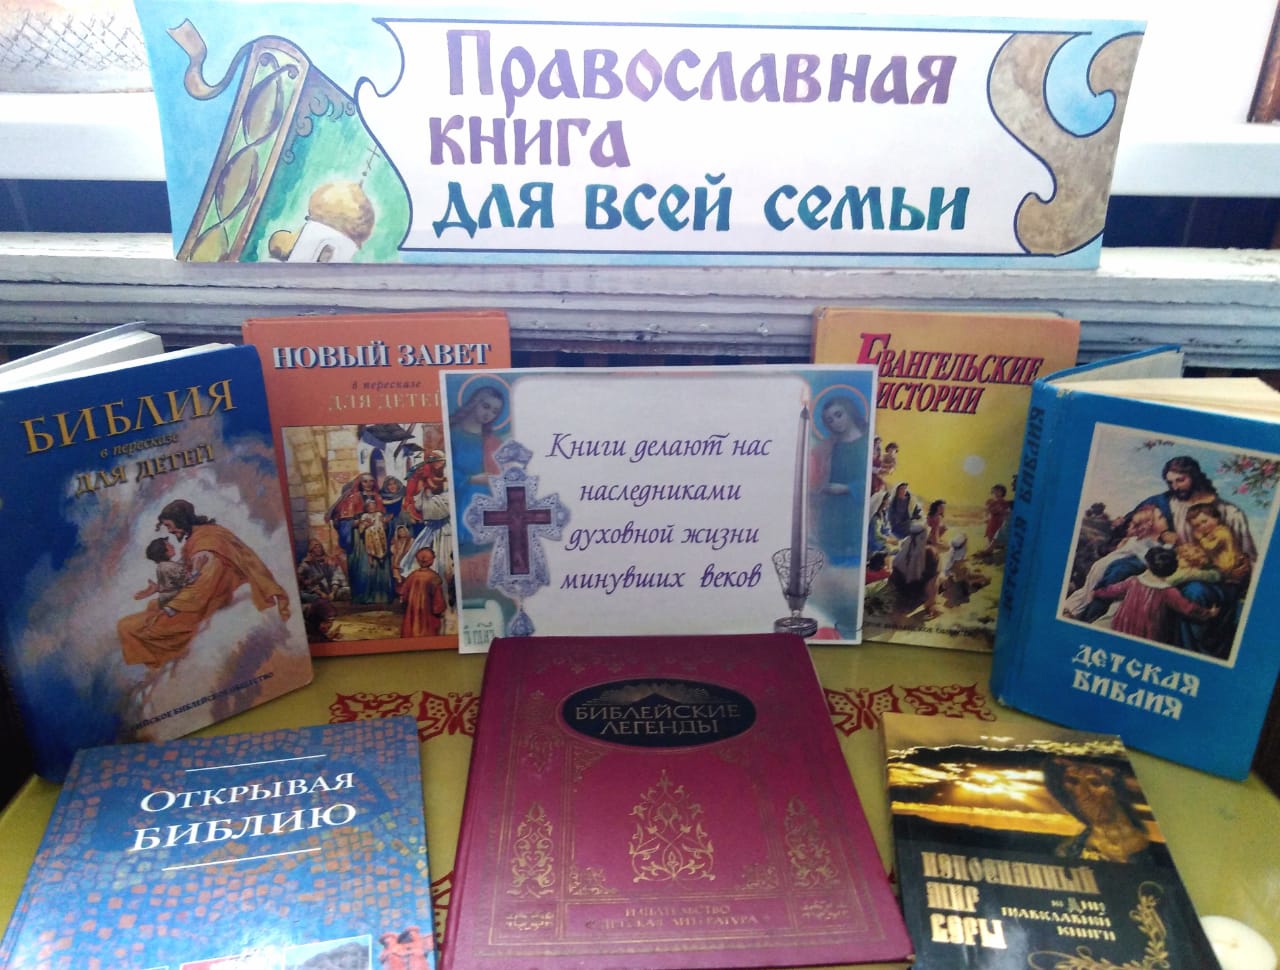 Православная
книга
для всей семьи
БИБЛИЯ
в пересказе
ДЛЯ ДЕТЕЙ
БИБЛЕЙСКОЕ ОБЩЕСТВО
НОВЫЙ ЗАВЕТ
в пересказе
ДЛЯ ДЕТЕЙ
Книги делают нас
наследниками
духовной жизни
минувших веков
ЕВАНГЕЛЬСКИЕ
ИСТОРИИ
ДЕТСКАЯ БИБЛИЯ
ДЕТСКАЯ
БИБЛИЯ
ОТКРЫВАЯ
БИБЛИЮ
БИБЛЕЙСКИЕ
ЛЕГЕНДЫ
ИЗДАТЕЛЬСТВО
ДЕТСКАЯ ЛИТЕРАТУРА
НЕПОЗНАННЫЙ
МИР
ВЕРЫ
КНИГИ